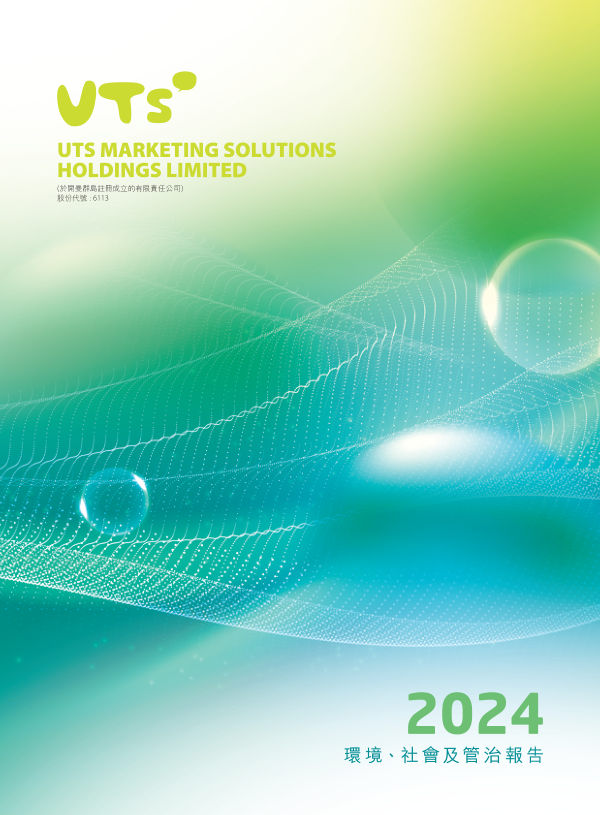 UTS
UTS MARKETING SOLUTIONS
HOLDINGS LIMITED
(於開曼群島註冊成立的有限責任公司)
股份代號 : 6113
2024
環境、社會及管治報告